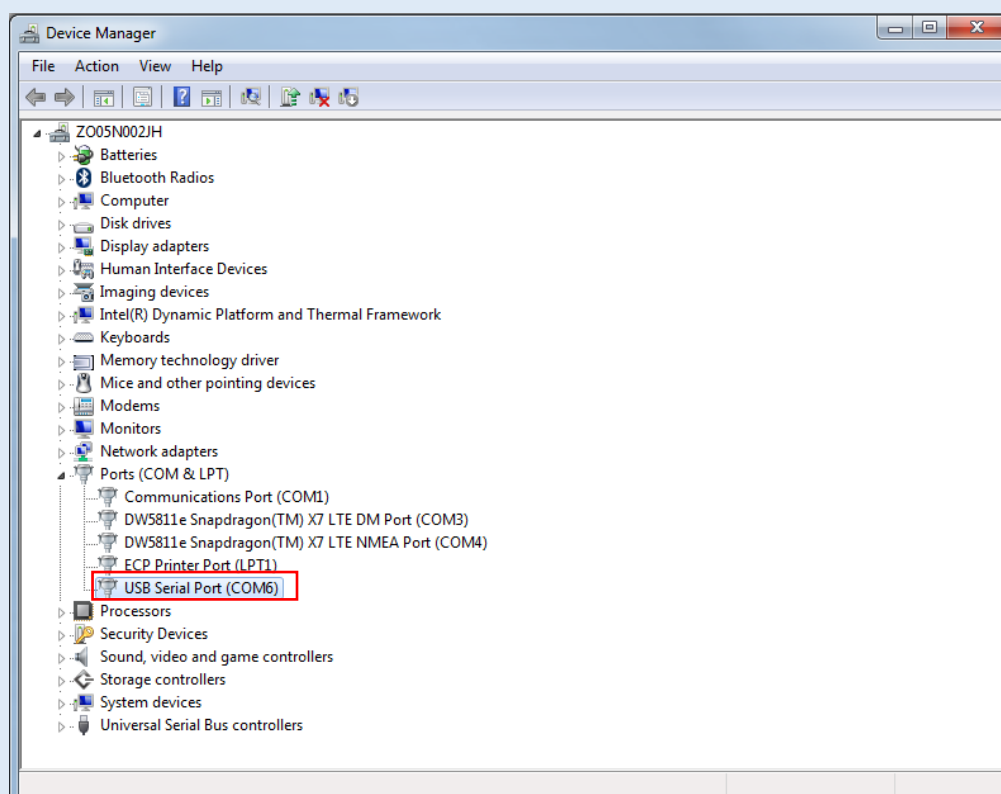 Device Manager
File Action View Help
ZO05N002JH
Batteries
Bluetooth Radios
Computer
Disk drives
Display adapters
Human Interface Devices
Imaging devices
Intel(R) Dynamic Platform and Thermal Framework
Keyboards
Memory technology driver
Mice and other pointing devices
Modems
Monitors
Network adapters
Ports (COM & LPT)
Communications Port (COM1)
DW5811e Snapdragon(TM) X7 LTE DM Port (COM3)
DW5811e Snapdragon(TM) X7 LTE NMEA Port (COM4)
ECP Printer Port (LPT1)
USB Serial Port (COM6)
Processors
Security Devices
Sound, video and game controllers
Storage controllers
System devices
Universal Serial Bus controllers